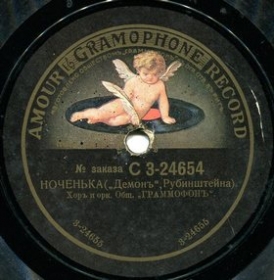 AMOUR GRAMOPHONE RECORD
№ заказа С 3-24654
НОЧЕНЬКА („Демонъ“, Рубинштейна).
Хоръ и орк. Общ. „ГРАММОФОНЪ“.
3-24655
3-24655